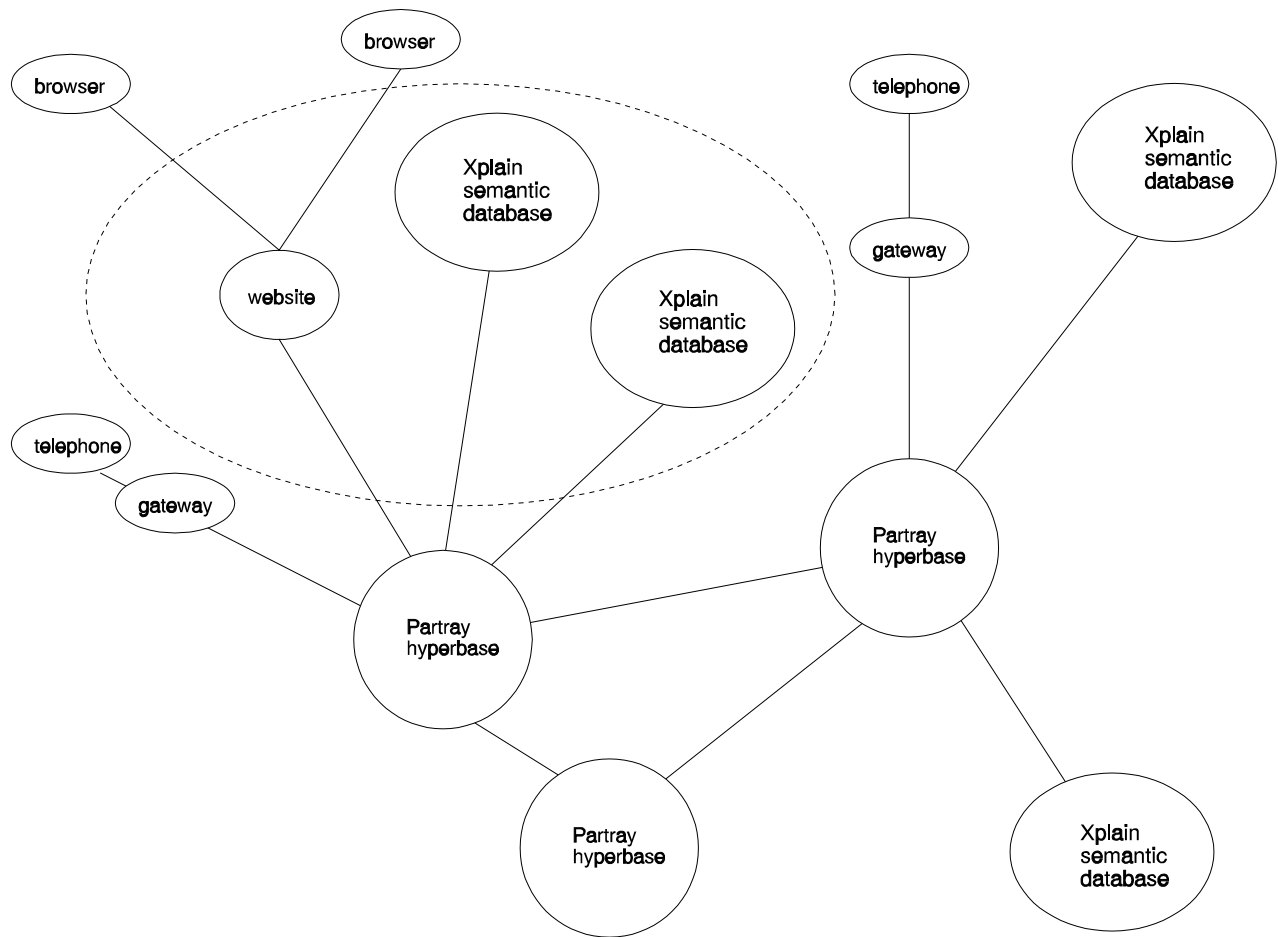 browser
browser
telephone
Xplain
semantic
database
Xplain
semantic
database
gateway
website
Xplain
semantic
database
telephone
gateway
Partray
hyperbase
Partray
hyperbase
Partray
hyperbase
Xplain
semantic
database